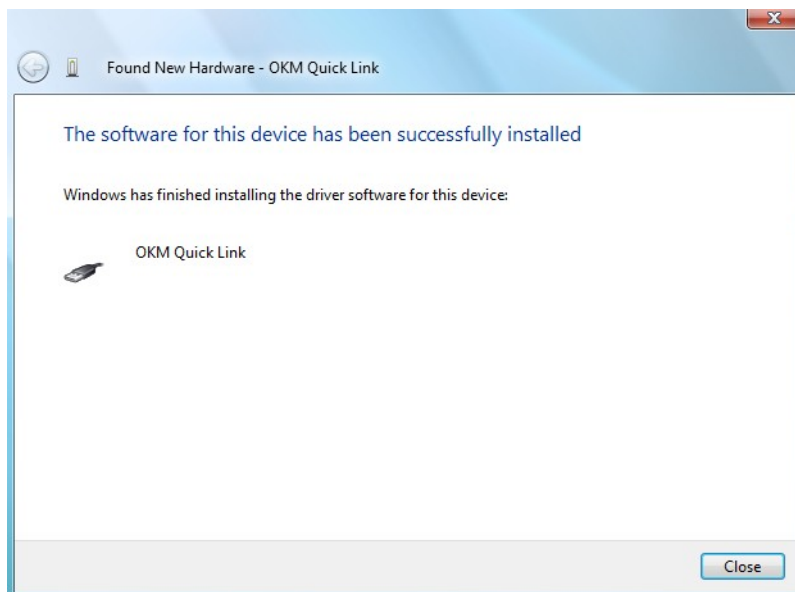 Found New Hardware - OKM Quick Link
The software for this device has been successfully installed
Windows has finished installing the driver software for this device:
OKM Quick Link
Close